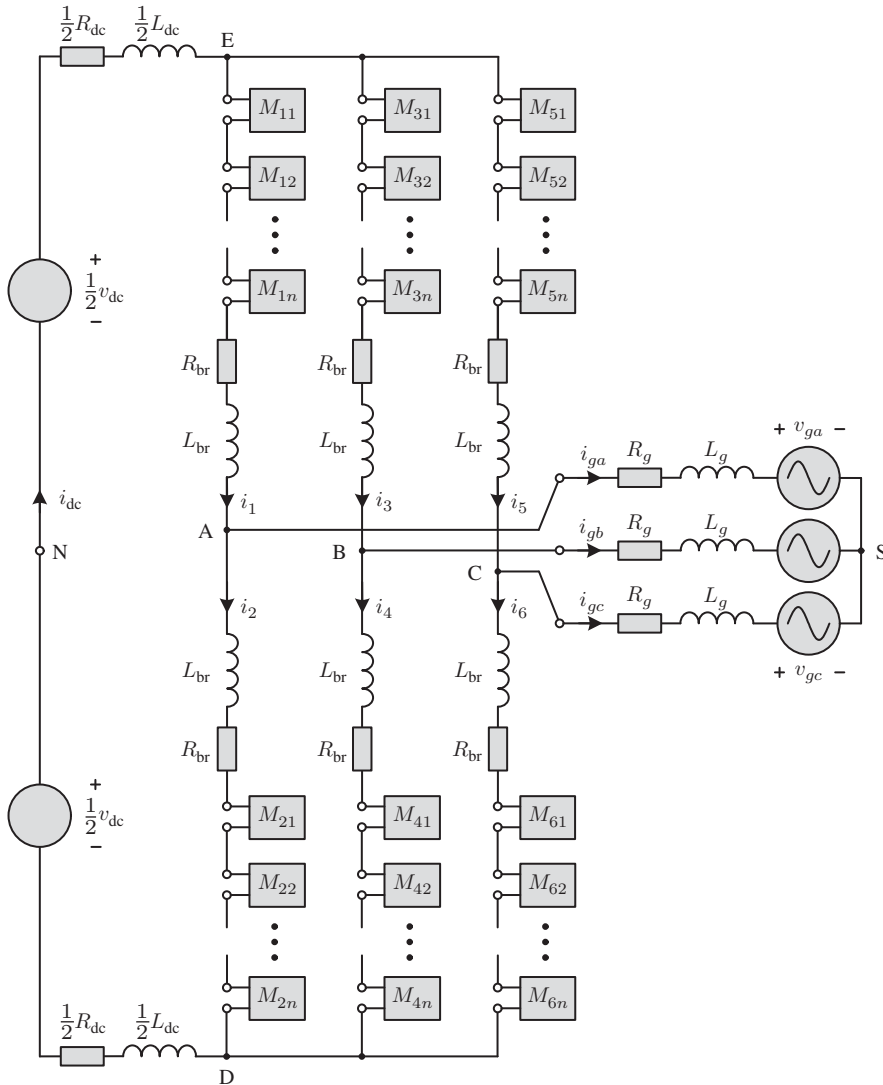 ½R_dc ½L_dc E
M_11 M_31 M_51
M_12 M_32 M_52
+
½v_dc
−
M_1n M_3n M_5n
R_br R_br R_br
L_br L_br L_br
+ v_ga −
i_ga R_g L_g
i_dc i_1 i_3 i_5
A
i_gb R_g L_g
N B S
C
i_gc R_g L_g
i_2 i_4 i_6
+ v_gc −
L_br L_br L_br
R_br R_br R_br
+
½v_dc
−
M_21 M_41 M_61
M_22 M_42 M_62
M_2n M_4n M_6n
½R_dc ½L_dc
D